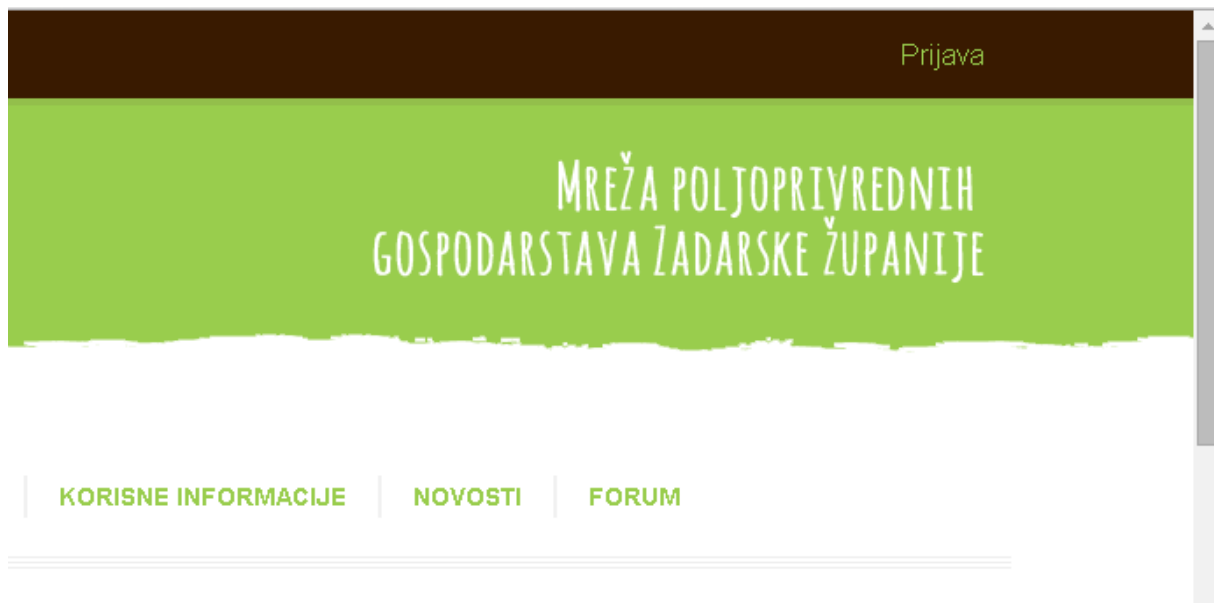 Prijava
Mreža poljoprivrednih
gospodarstava Zadarske županije
KORISNE INFORMACIJE
NOVOSTI
FORUM